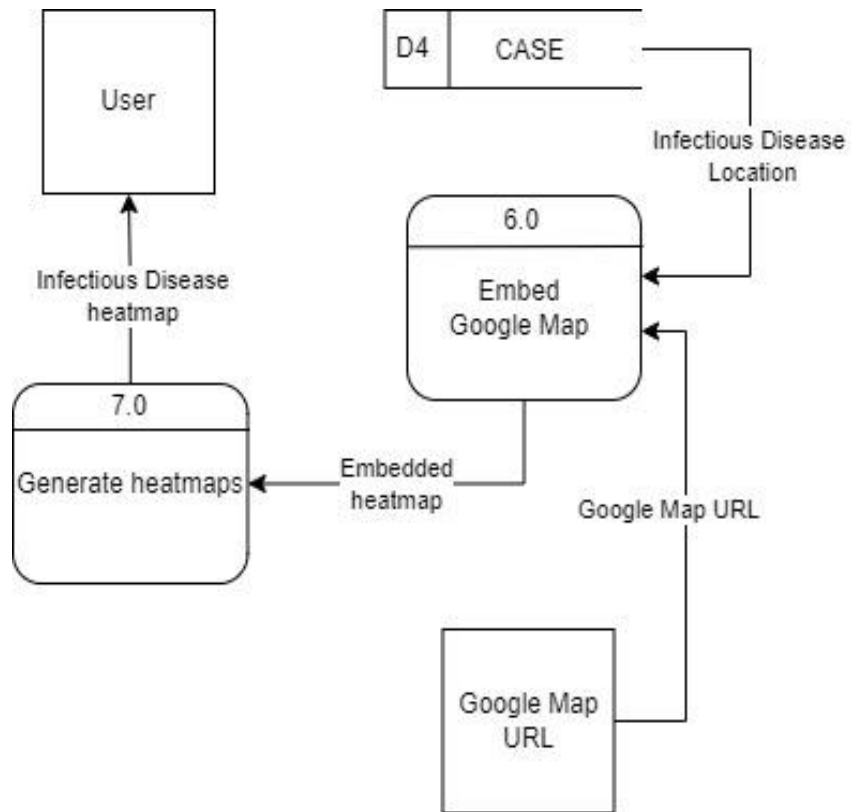 User
D4
CASE
Infectious Disease
Location
6.0
Embed
Google Map
Infectious Disease
heatmap
7.0
Generate heatmaps
Embedded
heatmap
Google Map URL
Google Map
URL